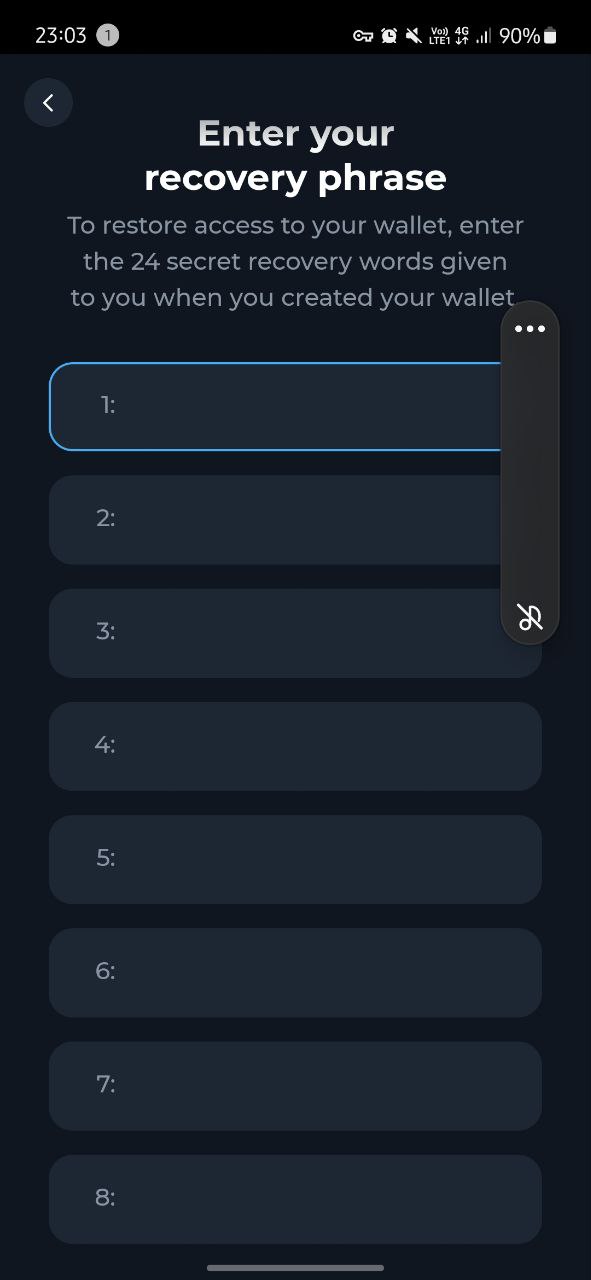 23:03 1 Vo)) LTE1 4G 90%
Enter your
recovery phrase
To restore access to your wallet, enter
the 24 secret recovery words given
to you when you created your wallet.
1:
2:
3:
4:
5:
6:
7:
8: